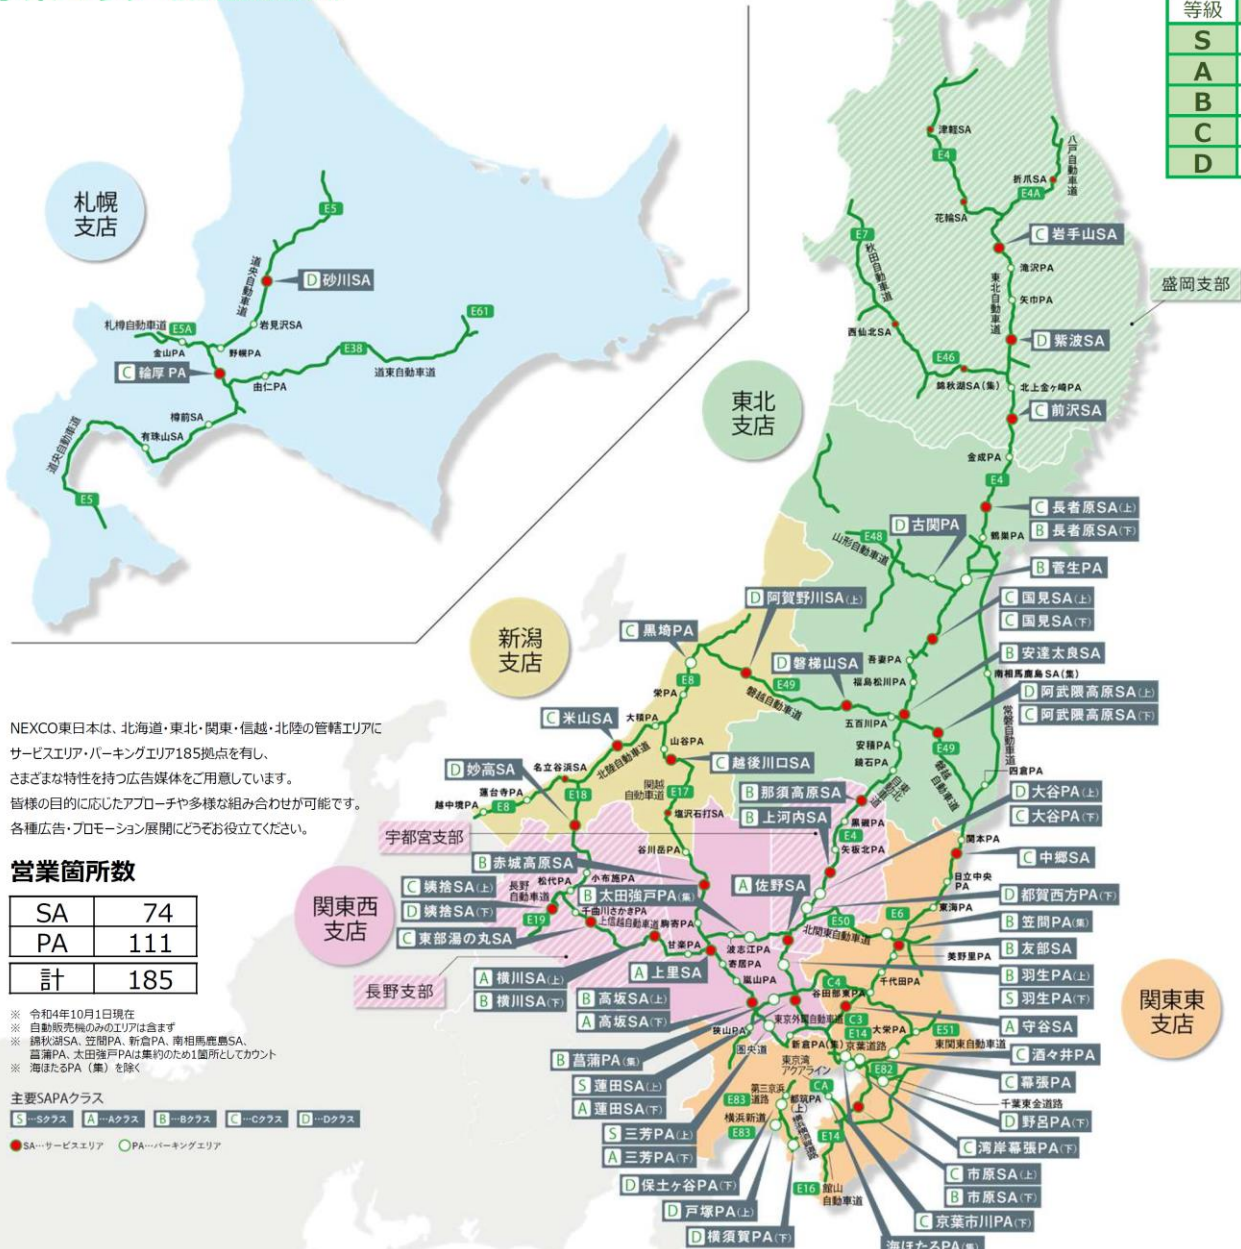 等級
S
A
B
C
D
札幌
支店
E5
道央自動車道
D 砂川SA
札樽自動車道
E5A
岩見沢SA
金山PA
野幌PA
E38
E61
道東自動車道
C 輪厚 PA
由仁PA
樽前SA
有珠山SA
道央自動車道
E5
津軽SA
E4
八戸自動車道
折爪SA
E4A
花輪SA
E7
秋田自動車道
C 岩手山SA
滝沢PA
東北自動車道
矢巾PA
盛岡支部
西仙北SA
D 紫波SA
E46
錦秋湖SA(集)
北上金ヶ崎PA
東北
支店
C 前沢SA
金成PA
E4
C 長者原SA(上)
B 長者原SA(下)
D 古関PA
E48
山形自動車道
鶴巣PA
B 菅生PA
C 国見SA(上)
C 国見SA(下)
D 阿賀野川SA(上)
新潟
支店
C 黒埼PA
D 磐梯山SA
吾妻PA
B 安達太良SA
E8
E49
磐越自動車道
福島松川PA
南相馬鹿島SA(集)
栄PA
D 阿武隈高原SA(上)
C 阿武隈高原SA(下)
C 米山SA
大積PA
五百川PA
常磐自動車道
E49
安積PA
山谷PA
北陸自動車道
C 越後川口SA
鏡石PA
東北自動車道
磐越自動車道
四倉PA
D 妙高SA
名立谷浜SA
関越
自動車道
E17
蓮台寺PA
越中境PA
E8
E18
塩沢石打SA
B 那須高原SA
B 上河内SA
D 大谷PA(上)
C 大谷PA(下)
NEXCO東日本は、北海道・東北・関東・信越・北陸の管轄エリアに
サービスエリア・パーキングエリア185拠点を有し、
さまざまな特性を持つ広告媒体をご用意しています。
皆様の目的に応じたアプローチや多様な組み合わせが可能です。
各種広告・プロモーション展開にどうぞお役立てください。
宇都宮支部
黒磯PA
E4
矢板北PA
関本PA
谷川岳PA
C 中郷SA
B 赤城高原SA
小布施PA
松代PA
長野
自動車道
C 姨捨SA(上)
D 姨捨SA(下)
B 太田強戸PA(集)
A 佐野SA
日立中央
PA
D 都賀西方PA(下)
東海PA
E6
E50
北関東自動車道
B 笠間PA(集)
B 友部SA
関東西
支店
E19
千曲川さかきPA
上信越自動車道
駒寄PA
C 東部湯の丸SA
甘楽PA
波志江PA
美野里PA
B 羽生PA(上)
S 羽生PA(下)
長野支部
A 横川SA(上)
B 横川SA(下)
A 上里SA
寄居PA
嵐山PA
C4
千代田PA
谷田部東PA
B 高坂SA(上)
A 高坂SA(下)
A 守谷SA
東京外環自動車道
C3
大栄PA
E51
狭山PA
圏央道
新倉PA(集)
E14
京葉道路
東関東自動車道
C 酒々井PA
B 菖蒲PA(集)
東京湾
アクアライン
E82
C 幕張PA
S 蓮田SA(上)
A 蓮田SA(下)
第三京浜
道路
E83
都筑PA
(上)
CA
千葉東金道路
横浜新道
E83
D 野呂PA(下)
S 三芳PA(上)
A 三芳PA(下)
E14
C 湾岸幕張PA(下)
D 保土ヶ谷PA(下)
C 市原SA(上)
B 市原SA(下)
E16
館山
自動車道
D 戸塚PA(上)
C 京葉市川PA(下)
D 横須賀PA(下)
海ほたるPA(集)
関東東
支店
営業箇所数
SA 74
PA 111
計 185
※ 令和4年10月1日現在
※ 自動販売機のみのエリアは含まず
※ 錦秋湖SA、笠間PA、新倉PA、南相馬鹿島SA、
菖蒲PA、太田強戸PAは集約のため1箇所としてカウント
※ 海ほたるPA(集)を除く
主要SAPAクラス
S…Sクラス A…Aクラス B…Bクラス C…Cクラス D…Dクラス
SA…サービスエリア PA…パーキングエリア